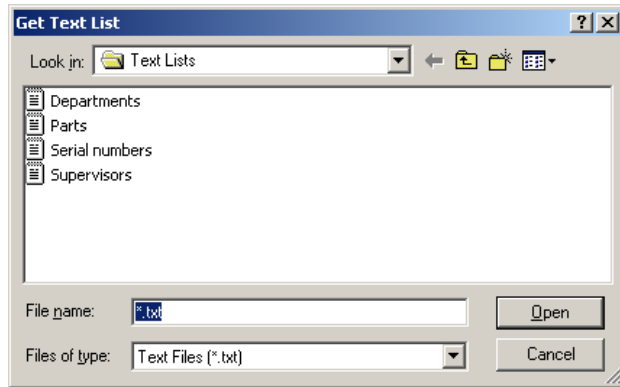 Get Text List
Look in: Text Lists
Departments
Parts
Serial numbers
Supervisors
File name: *.txt Open
Files of type: Text Files (*.txt) Cancel